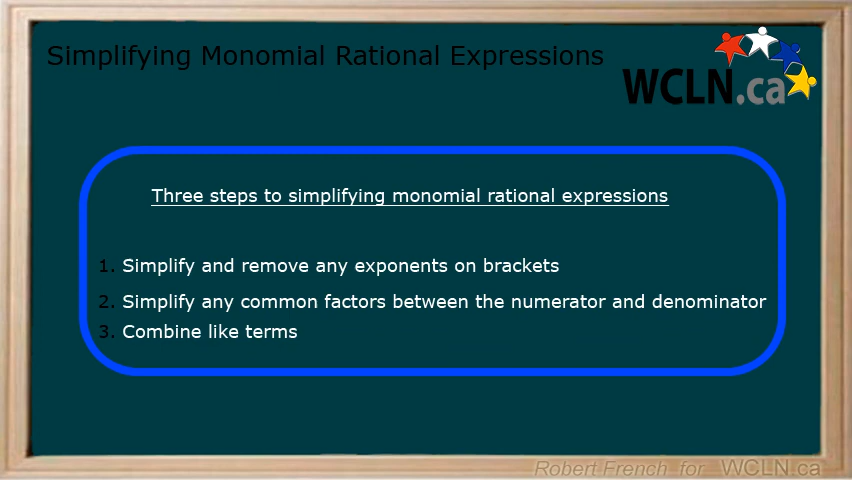 Simplifying Monomial Rational Expressions
WCLN.ca
Three steps to simplifying monomial rational expressions
1. Simplify and remove any exponents on brackets
2. Simplify any common factors between the numerator and denominator
3. Combine like terms
Robert French for WCLN.ca